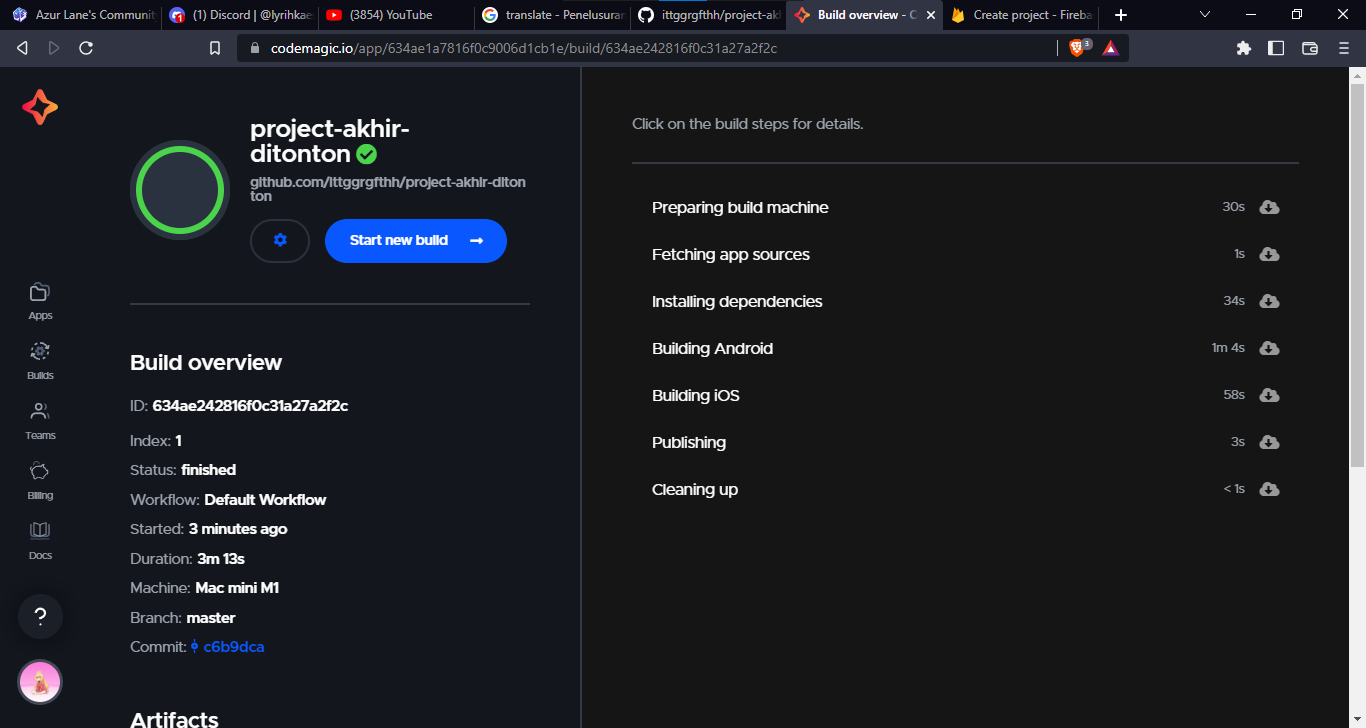 Azur Lane's Community
(1) Discord | @lyrihkae
(3854) YouTube
translate - Penelusuran
ittggrgfthh/project-akh
Build overview - C
Create project - Fireba
codemagic.io/app/634ae1a7816f0c9006d1cb1e/build/634ae242816f0c31a27a2f2c
3
project-akhir-
ditonton
github.com/ittggrgfthh/project-akhir-diton
ton
Start new build
Apps
Builds
Teams
Billing
Docs
?
Build overview
ID: 634ae242816f0c31a27a2f2c
Index: 1
Status: finished
Workflow: Default Workflow
Started: 3 minutes ago
Duration: 3m 13s
Machine: Mac mini M1
Branch: master
Commit: c6b9dca
Artifacts
Click on the build steps for details.
Preparing build machine 30s
Fetching app sources 1s
Installing dependencies 34s
Building Android 1m 4s
Building iOS 58s
Publishing 3s
Cleaning up < 1s